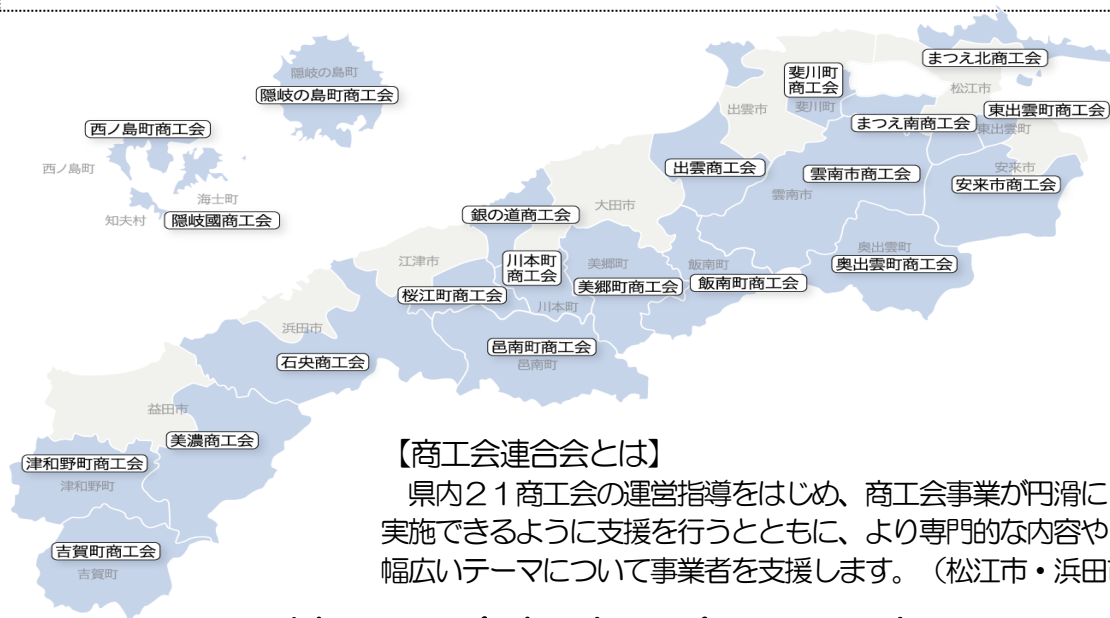 隠岐の島町
隠岐の島町商工会
西ノ島町商工会
西ノ島町
海士町
知夫村
隠岐國商工会
まつえ北商工会
松江市
斐川町
商工会
斐川町
出雲市
東出雲町商工会
東出雲町
まつえ南商工会
安来市
安来市商工会
出雲商工会
雲南市商工会
雲南市
大田市
銀の道商工会
奥出雲町
奥出雲町商工会
江津市
川本町
商工会
美郷町
飯南町
桜江町商工会
美郷町商工会
飯南町商工会
川本町
浜田市
石央商工会
邑南町商工会
邑南町
益田市
美濃商工会
津和野町商工会
津和野町
吉賀町商工会
吉賀町
【商工会連合会とは】
県内21商工会の運営指導をはじめ、商工会事業が円滑に
実施できるように支援を行うとともに、より専門的な内容や
幅広いテーマについて事業者を支援します。（松江市・浜田市